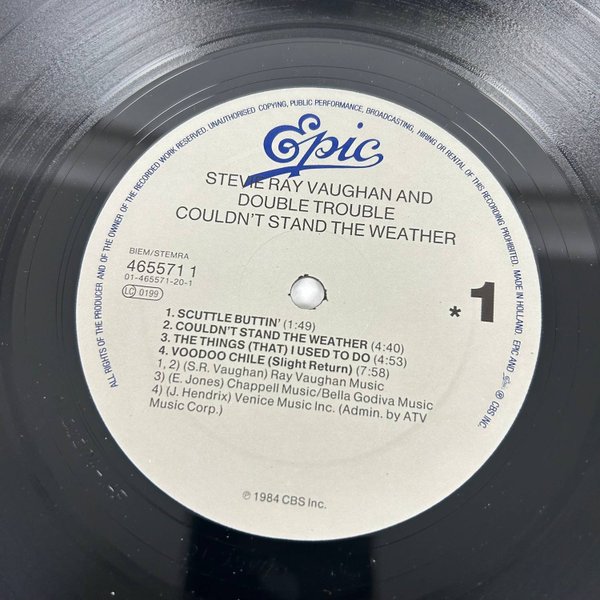 ALL RIGHTS OF THE PRODUCER AND OF THE OWNER OF THE RECORDED WORK RESERVED. UNAUTHORISED COPYING, PUBLIC PERFORMANCE, BROADCASTING, HIRING OR RENTAL OF THIS RECORDING PROHIBITED. MADE IN HOLLAND. EPIC AND ℗ CBS INC.
Epic
STEVIE RAY VAUGHAN AND
DOUBLE TROUBLE
COULDN'T STAND THE WEATHER
BIEM/STEMRA
465571 1
01-465571-20-1
LC 0199
*1
1. SCUTTLE BUTTIN' (1:49)
2. COULDN'T STAND THE WEATHER (4:40)
3. THE THINGS (THAT) I USED TO DO (4:53)
4. VOODOO CHILE (Slight Return) (7:58)
1, 2) (S.R. Vaughan) Ray Vaughan Music
3) (E. Jones) Chappell Music/Bella Godiva Music
4) (J. Hendrix) Venice Music Inc. (Admin. by ATV
Music Corp.)
℗ 1984 CBS Inc.